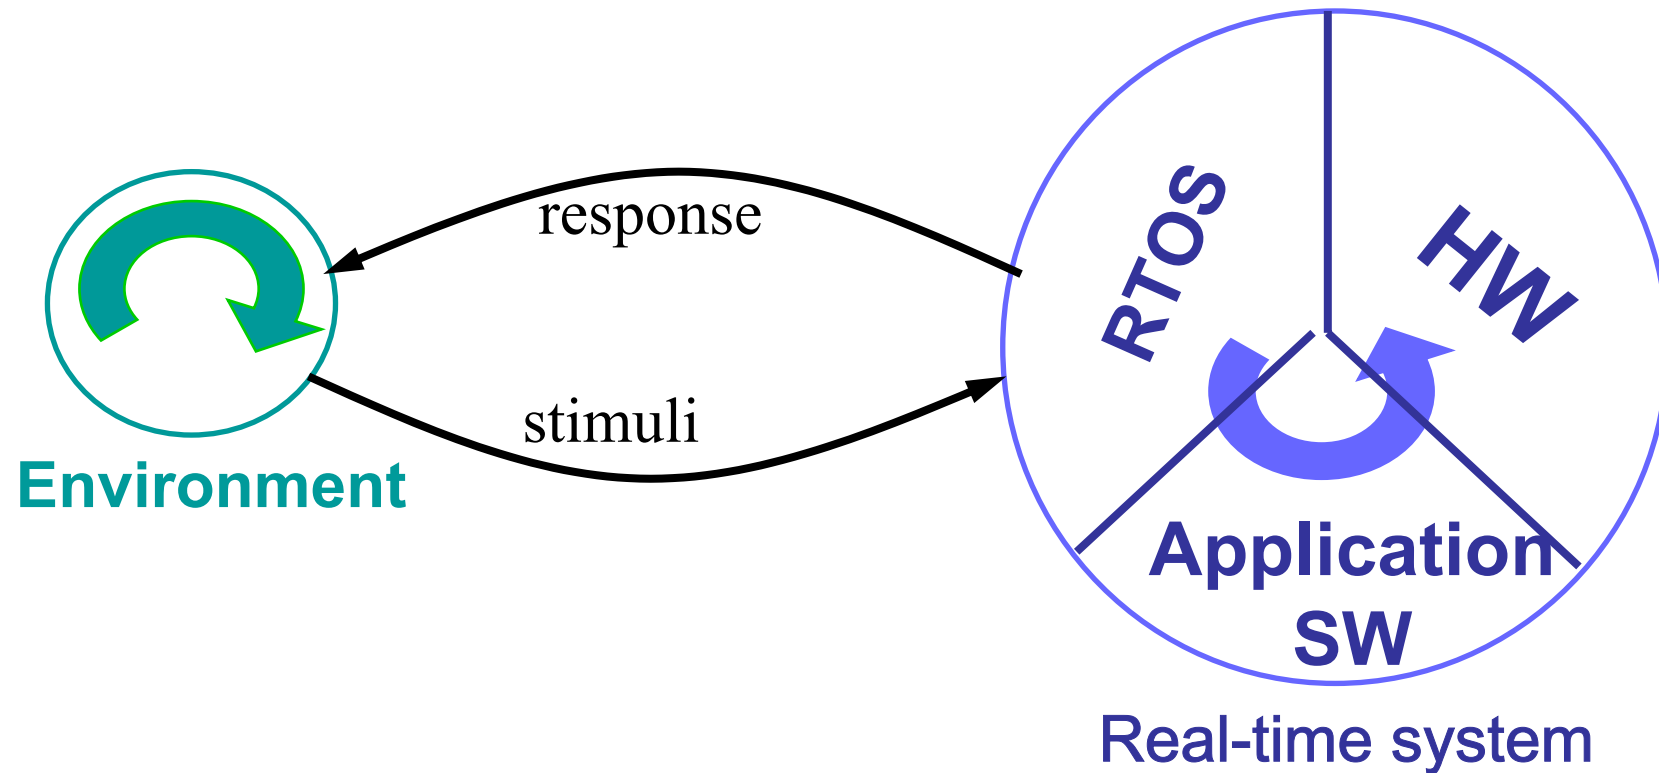 response
RTOS
HW
stimuli
Environment
Application
SW
Real-time system